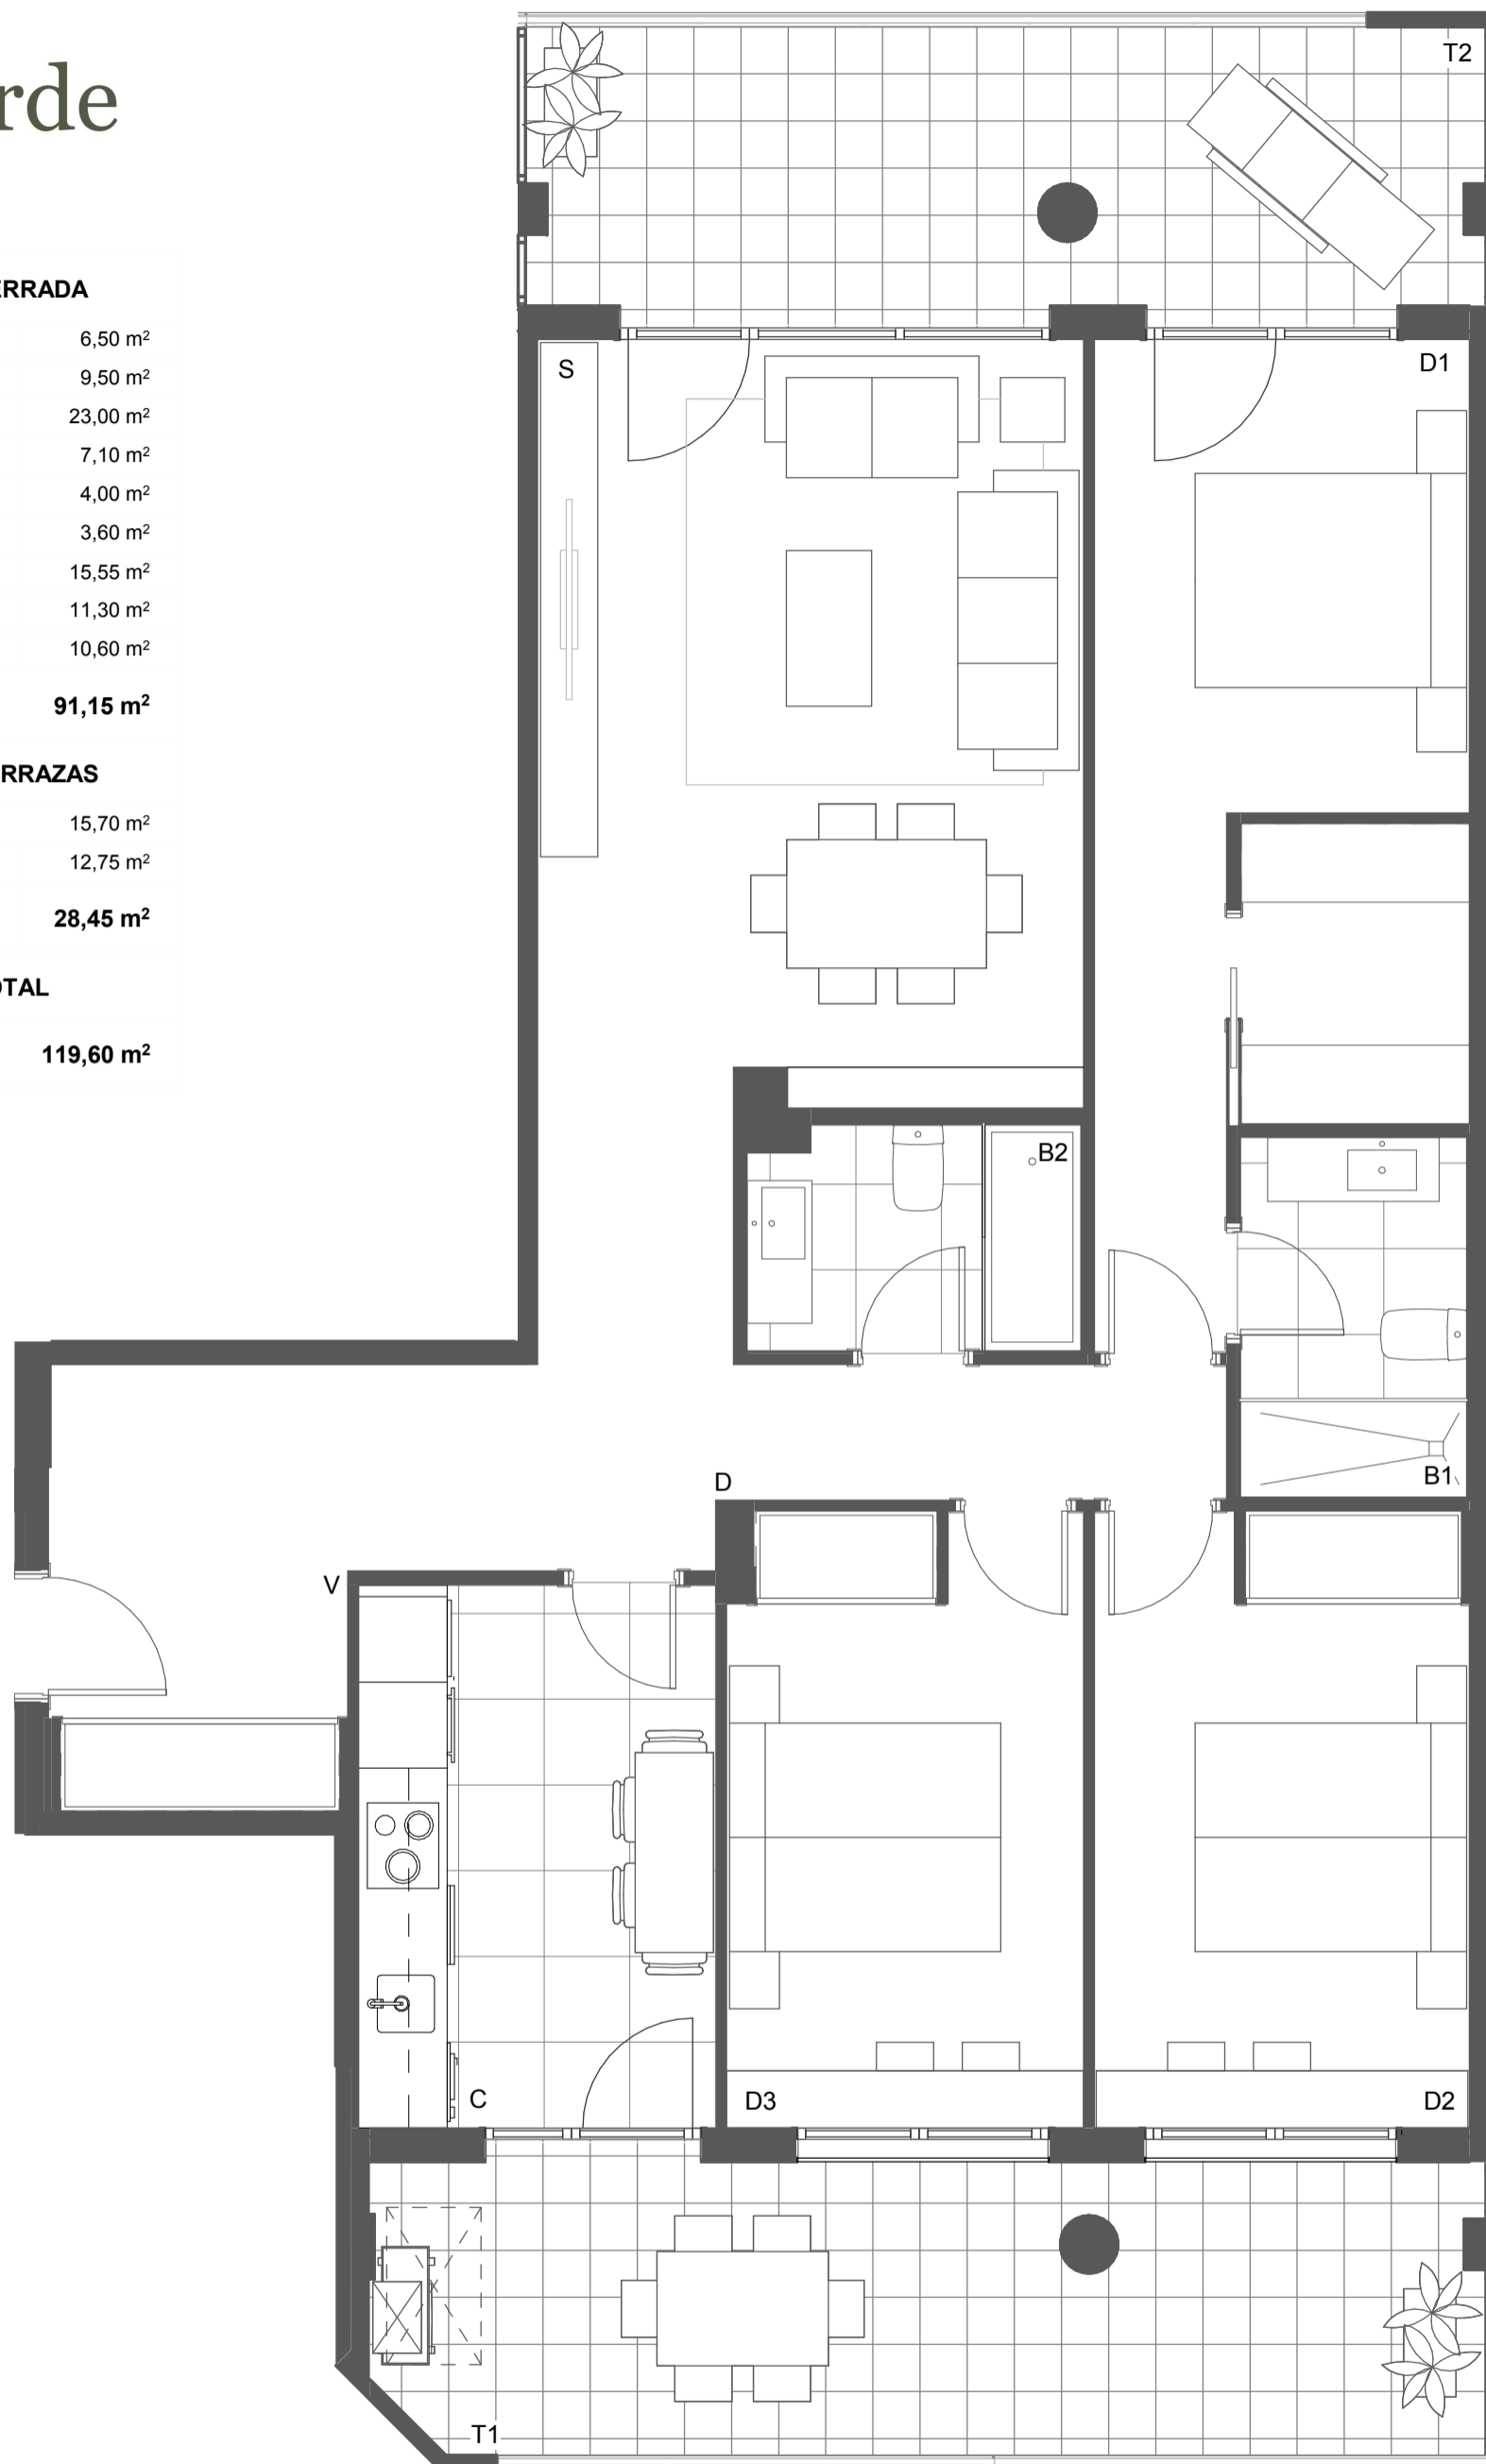 rde
ERRADA
6,50 m²
9,50 m²
23,00 m²
7,10 m²
4,00 m²
3,60 m²
15,55 m²
11,30 m²
10,60 m²
91,15 m²
RRAZAS
15,70 m²
12,75 m²
28,45 m²
OTAL
119,60 m²
T2
S
D1
B2
B1
D
V
C
D3
D2
T1